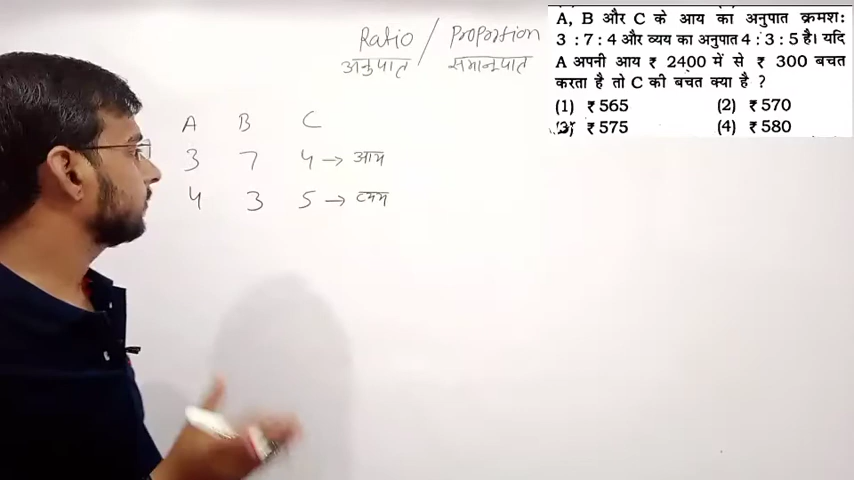 Ratio / Proportion
अनुपात समानुपात
A B C
3 7 4 → आय
4 3 5 → व्यय
A, B और C के आय का अनुपात क्रमशः
3 : 7 : 4 और व्यय का अनुपात 4 : 3 : 5 है। यदि
A अपनी आय ₹ 2400 में से ₹ 300 बचत
करता है तो C की बचत क्या है ?
(1) ₹ 565 (2) ₹ 570
(3) ₹ 575 (4) ₹ 580